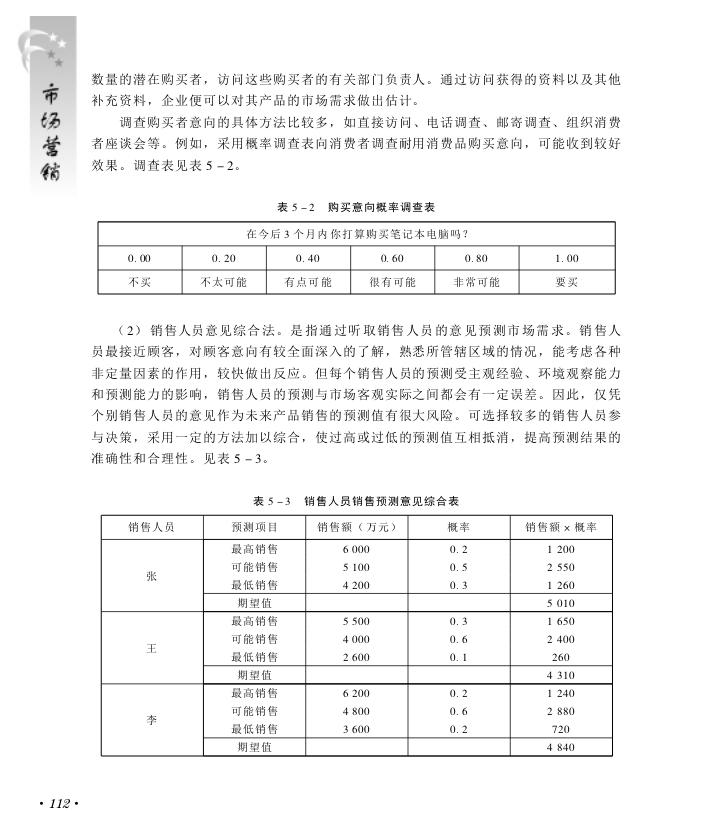 市场营销
数量的潜在购买者，访问这些购买者的有关部门负责人。通过访问获得的资料以及其他
补充资料，企业便可以对其产品的市场需求做出估计。
调查购买者意向的具体方法比较多，如直接访问、电话调查、邮寄调查、组织消费
者座谈会等。例如，采用概率调查表向消费者调查耐用消费品购买意向，可能收到较好
效果。调查表见表 5－2。
表 5－2 购买意向概率调查表
在今后 3 个月内你打算购买笔记本电脑吗？
0.00 0.20 0.40 0.60 0.80 1.00
不买 不太可能 有点可能 很有可能 非常可能 要买
（2）销售人员意见综合法。是指通过听取销售人员的意见预测市场需求。销售人
员最接近顾客，对顾客意向有较全面深入的了解，熟悉所管辖区域的情况，能考虑各种
非定量因素的作用，较快做出反应。但每个销售人员的预测受主观经验、环境观察能力
和预测能力的影响，销售人员的预测与市场客观实际之间都会有一定误差。因此，仅凭
个别销售人员的意见作为未来产品销售的预测值有很大风险。可选择较多的销售人员参
与决策，采用一定的方法加以综合，使过高或过低的预测值互相抵消，提高预测结果的
准确性和合理性。见表 5－3。
表 5－3 销售人员销售预测意见综合表
销售人员 预测项目 销售额（万元） 概率 销售额 × 概率
张
最高销售 6 000 0.2 1 200
可能销售 5 100 0.5 2 550
最低销售 4 200 0.3 1 260
期望值 5 010
王
最高销售 5 500 0.3 1 650
可能销售 4 000 0.6 2 400
最低销售 2 600 0.1 260
期望值 4 310
李
最高销售 6 200 0.2 1 240
可能销售 4 800 0.6 2 880
最低销售 3 600 0.2 720
期望值 4 840
·112·